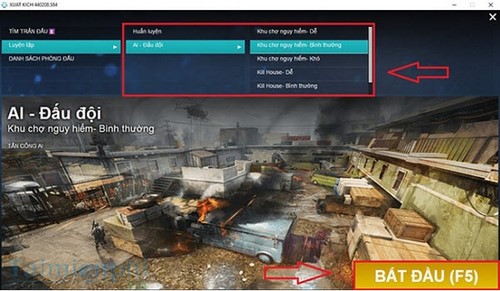 XUAT KICH 440208.584
TÌM TRẬN ĐẤU
Luyện tập
DANH SÁCH PHÒNG ĐẤU
Huấn luyện
AI - Đấu đội
Khu chợ nguy hiểm- Dễ
Khu chợ nguy hiểm- Bình thường
Khu chợ nguy hiểm- Khó
Kill House- Dễ
Kill House- Bình thường
AI - Đấu đội
Khu chợ nguy hiểm- Bình thường
TẤN CÔNG AI
BẮT ĐẦU (F5)